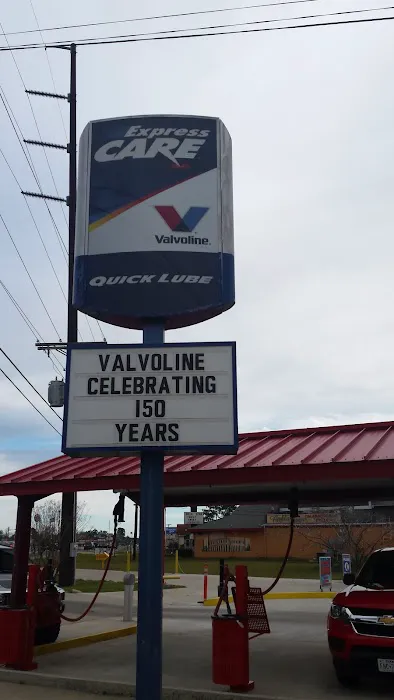 Express
CARE
Valvoline
QUICK LUBE
VALVOLINE
CELEBRATING
150
YEARS